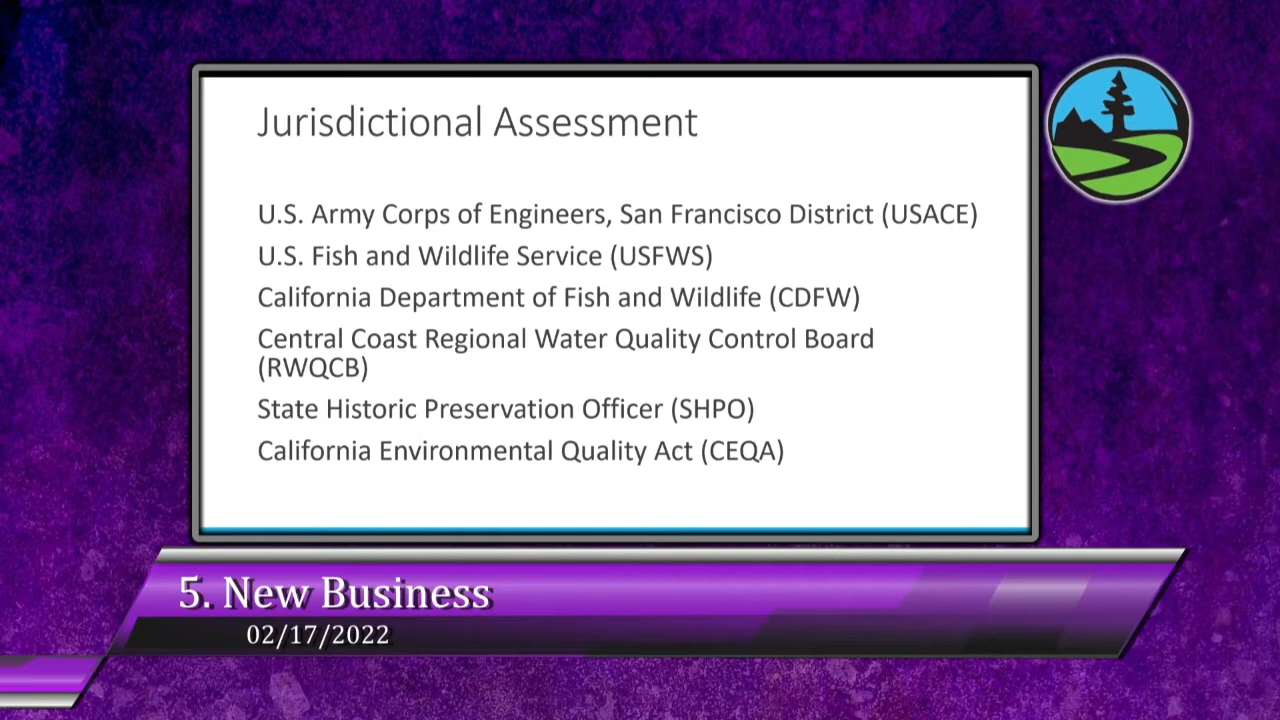 Jurisdictional Assessment
U.S. Army Corps of Engineers, San Francisco District (USACE)
U.S. Fish and Wildlife Service (USFWS)
California Department of Fish and Wildlife (CDFW)
Central Coast Regional Water Quality Control Board
(RWQCB)
State Historic Preservation Officer (SHPO)
California Environmental Quality Act (CEQA)
5. New Business
02/17/2022